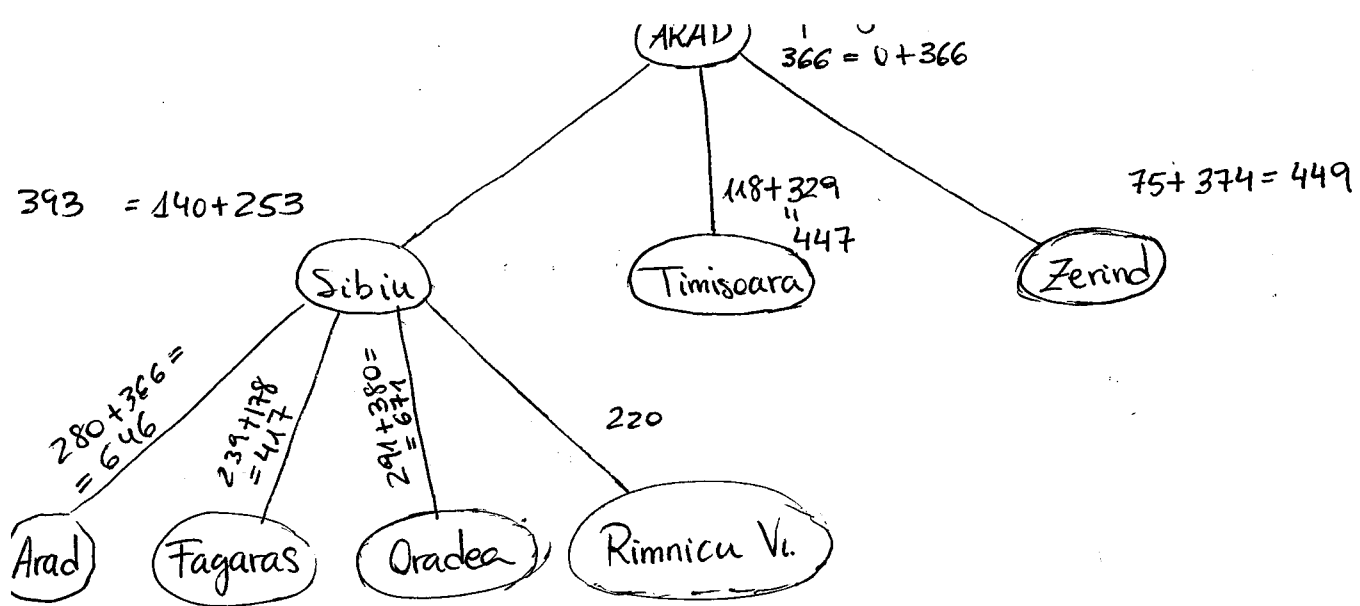 ARAD
366 = 0+366
393 = 140+253
118+329
"
447
75+374 = 449
Sibiu
Timişoara
Zerind
280+366 =
= 646
239+178
= 417
291+380=
= 671
220
Arad
Fagaras
Oradea
Rimnicu Vi.